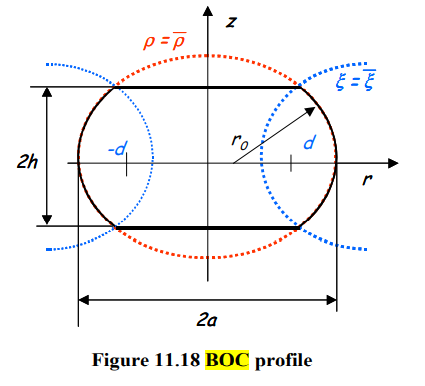 z
ρ = ρ̅
ξ = ξ̅
r₀
-d
d
2h
r
2a
Figure 11.18 BOC profile